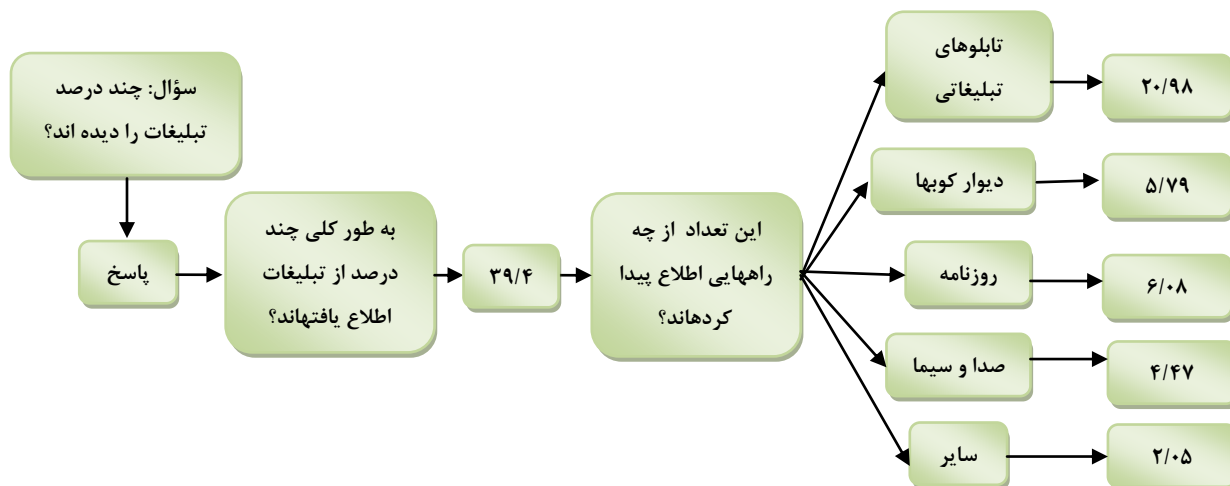 سؤال: چند درصد
تبلیغات را دیده اند؟
پاسخ
به طور کلی چند
درصد از تبلیغات
اطلاع یافتهاند؟
۳۹/۴
این تعداد از چه
راههایی اطلاع پیدا
کردهاند؟
تابلوهای
تبلیغاتی
۲۰/۹۸
دیوار کوبها
۵/۷۹
روزنامه
۶/۰۸
صدا و سیما
۴/۴۷
سایر
۲/۰۵